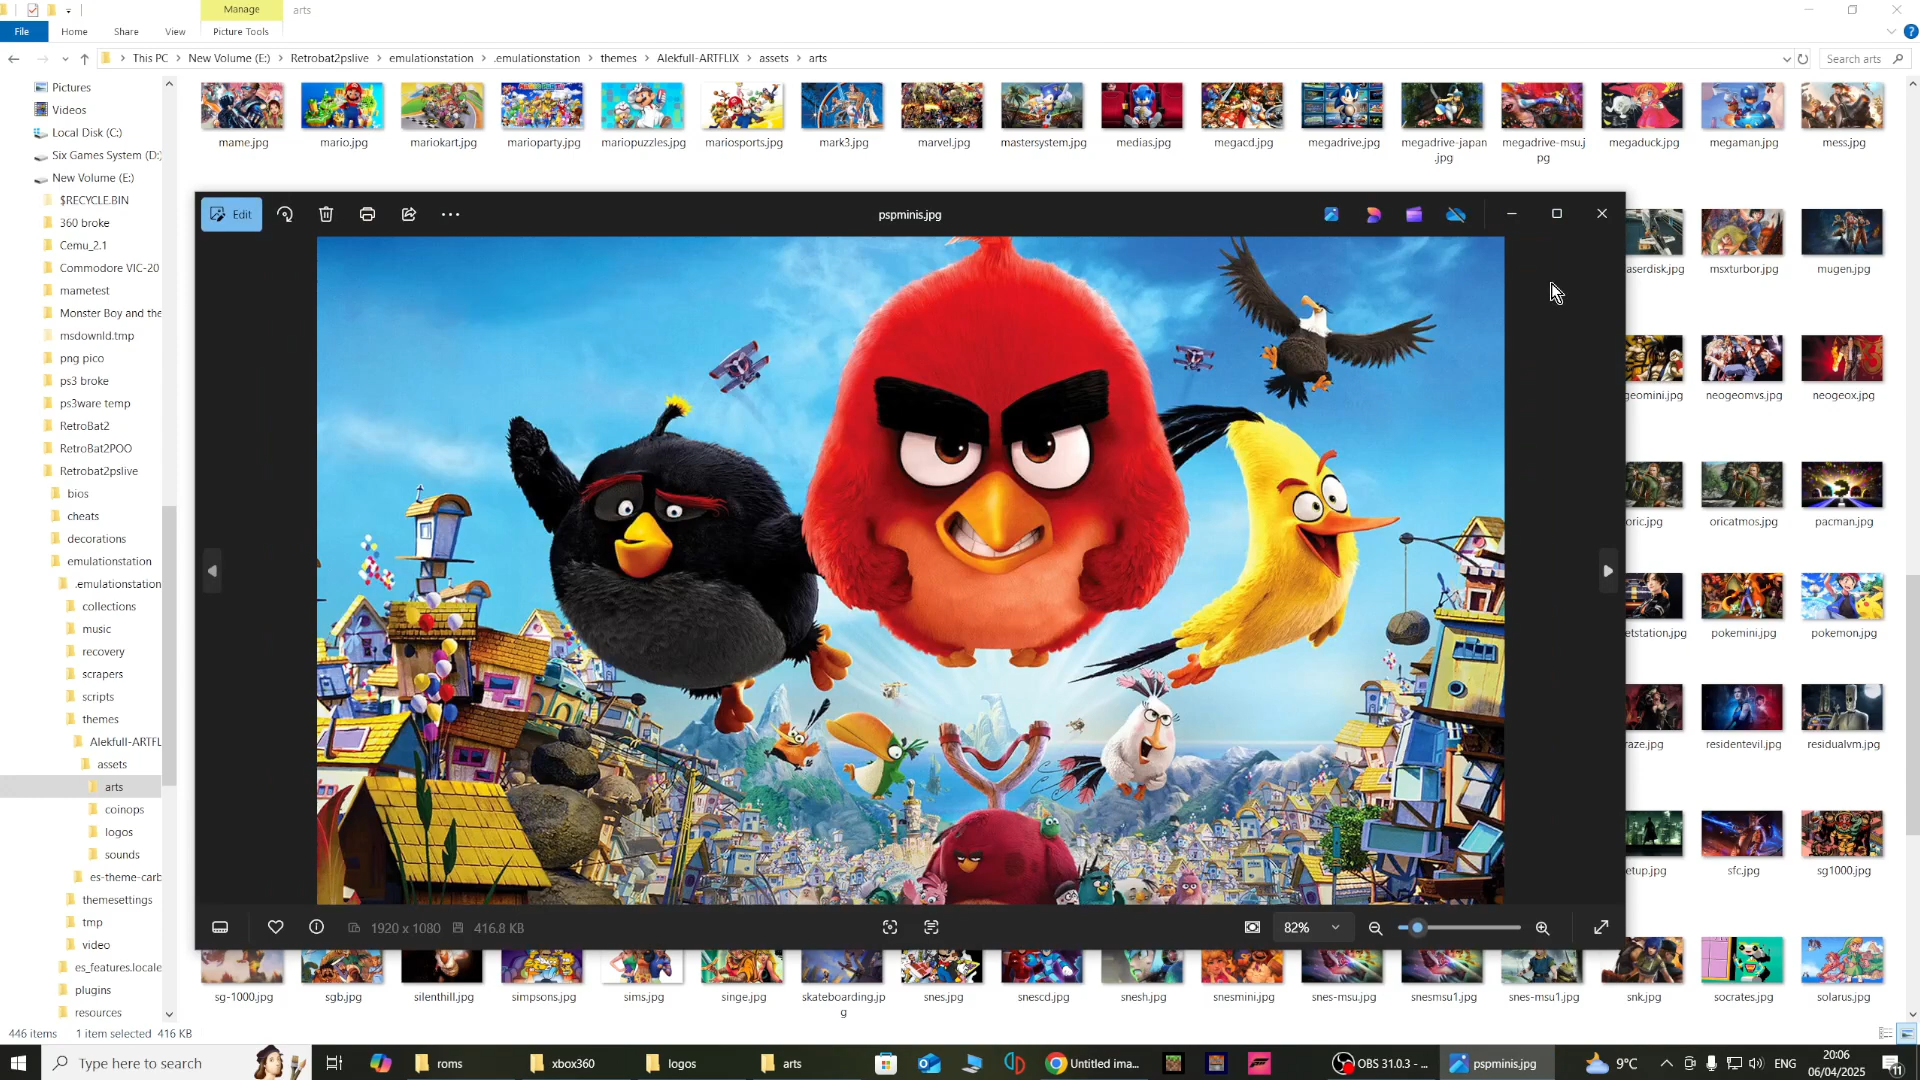 Manage
arts
File
Home
Share
View
Picture Tools
This PC > New Volume (E:) > Retrobat2pslive > emulationstation > .emulationstation > themes > Alekfull-ARTFLIX > assets > arts
Search arts
Pictures
Videos
Local Disk (C:)
Six Games System (D:)
New Volume (E:)
$RECYCLE.BIN
360 broke
Cemu_2.1
Commodore VIC-20
mametest
Monster Boy and the
msdownld.tmp
png pico
ps3 broke
ps3ware temp
RetroBat2
RetroBat2POO
Retrobat2pslive
bios
cheats
decorations
emulationstation
.emulationstation
collections
music
recovery
scrapers
scripts
themes
Alekfull-ARTFL
assets
arts
coinops
logos
sounds
es-theme-carb
themesettings
tmp
video
es_features.locale
plugins
resources
mame.jpg
mario.jpg
mariokart.jpg
marioparty.jpg
mariopuzzles.jpg
mariosports.jpg
mark3.jpg
marvel.jpg
mastersystem.jpg
medias.jpg
megacd.jpg
megadrive.jpg
megadrive-japan
.jpg
megadrive-msu.j
pg
megaduck.jpg
megaman.jpg
mess.jpg
Edit
pspminis.jpg
1920 x 1080
416.8 KB
82%
aserdisk.jpg
msxturbor.jpg
mugen.jpg
geomini.jpg
neogeomvs.jpg
neogeox.jpg
oric.jpg
oricatmos.jpg
pacman.jpg
etstation.jpg
pokemini.jpg
pokemon.jpg
raze.jpg
residentevil.jpg
residualvm.jpg
etup.jpg
sfc.jpg
sg1000.jpg
sg-1000.jpg
sgb.jpg
silenthill.jpg
simpsons.jpg
sims.jpg
singe.jpg
skateboarding.jp
g
snes.jpg
snescd.jpg
snesh.jpg
snesmini.jpg
snes-msu.jpg
snesmsu1.jpg
snes-msu1.jpg
snk.jpg
socrates.jpg
solarus.jpg
446 items
1 item selected 416 KB
Type here to search
roms
xbox360
logos
arts
Untitled ima...
OBS 31.0.3 - ...
pspminis.jpg
9°C
ENG
20:06
06/04/2025
11